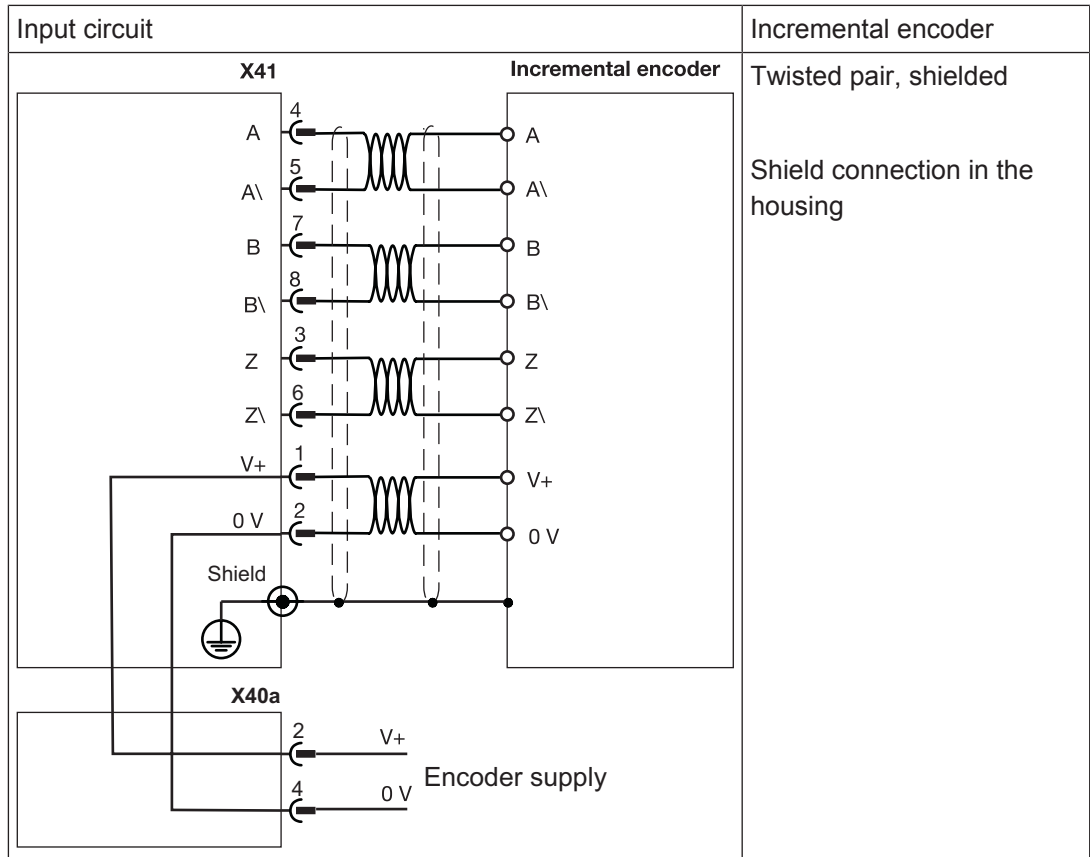 Input circuit
Incremental encoder
X41
Incremental encoder
Twisted pair, shielded
Shield connection in the
housing
A 4 A
A\ 5 A\
B 7 B
B\ 8 B\
Z 3 Z
Z\ 6 Z\
V+ 1 V+
0 V 2 0 V
Shield
X40a
2 V+
Encoder supply
4 0 V